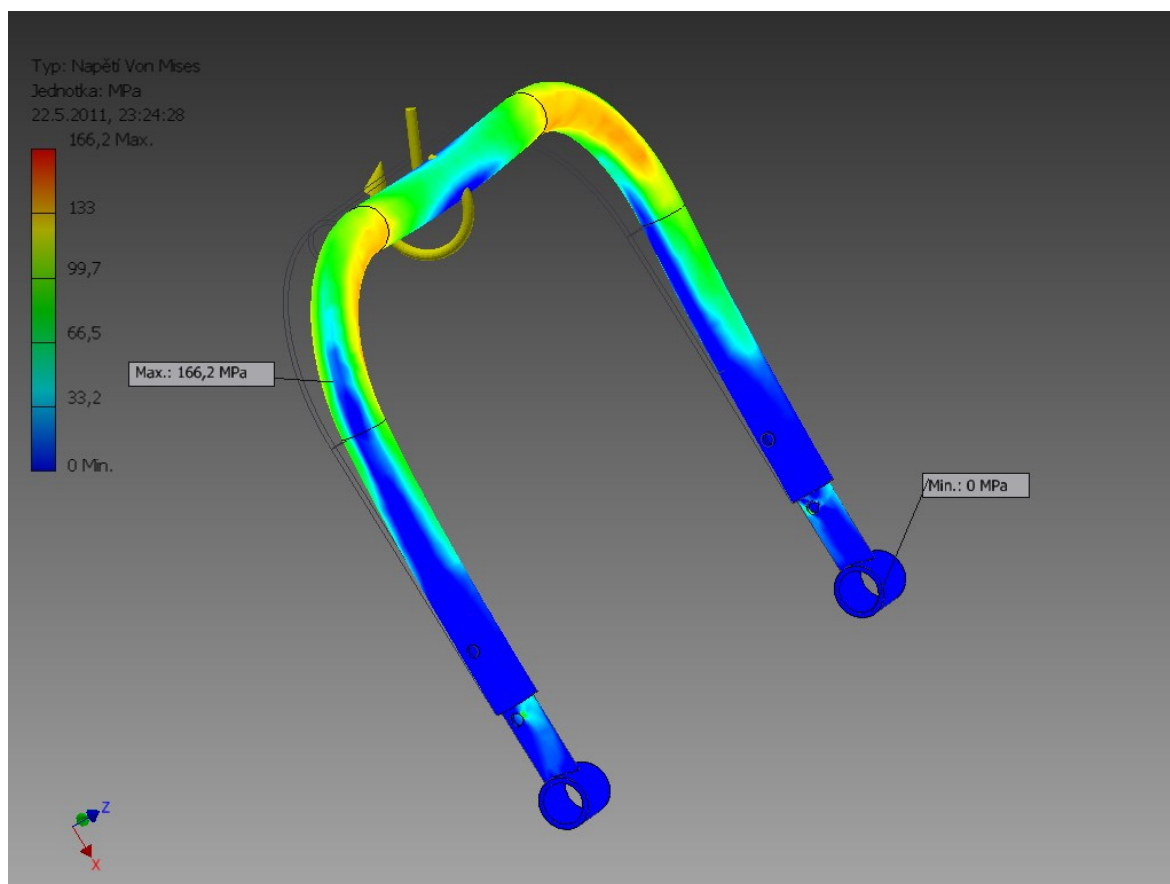 Typ: Napětí Von Mises
Jednotka: MPa
22.5.2011, 23:24:28
166,2 Max.
133
99,7
66,5
33,2
0 Min.
Max.: 166,2 MPa
Min.: 0 MPa
Z
X